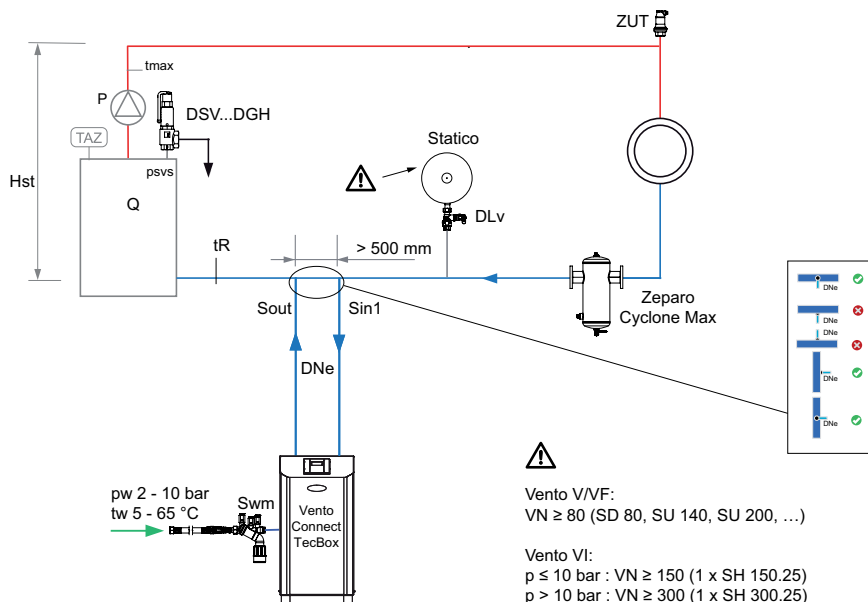 ZUT
tmax
P
DSV...DGH
TAZ
Statico
Hst
psvs
Q
DLv
> 500 mm
tR
DNe
Sout
Sin1
Zeparo
Cyclone Max
DNe
DNe
DNe
DNe
DNe
pw 2 - 10 bar
tw 5 - 65 °C
Swm
Vento
Connect
TecBox
Vento V/VF:
VN ≥ 80 (SD 80, SU 140, SU 200, …)
Vento VI:
p ≤ 10 bar : VN ≥ 150 (1 x SH 150.25)
p > 10 bar : VN ≥ 300 (1 x SH 300.25)